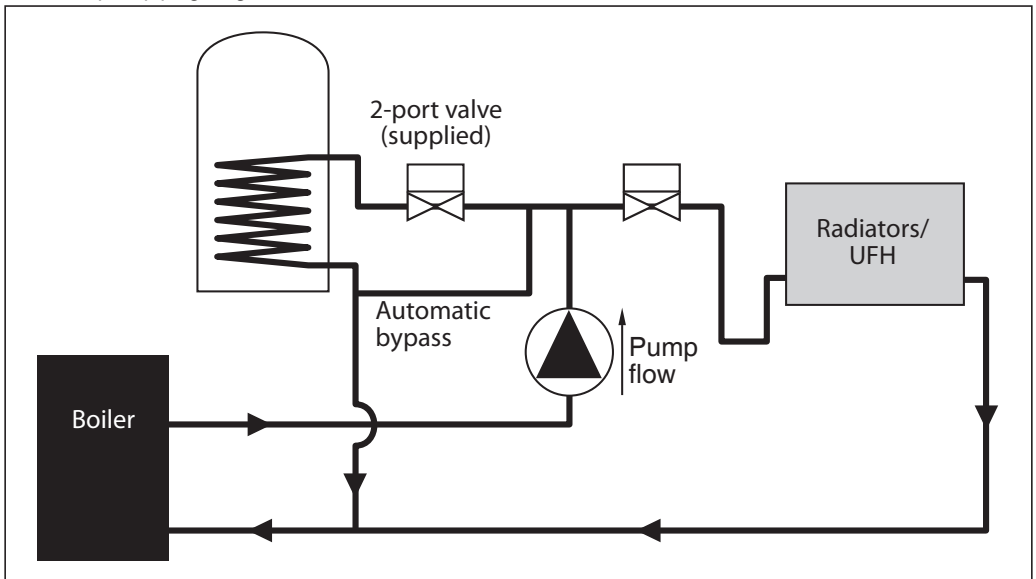 2-port valve
(supplied)
Radiators/
UFH
Automatic
bypass
Pump
flow
Boiler